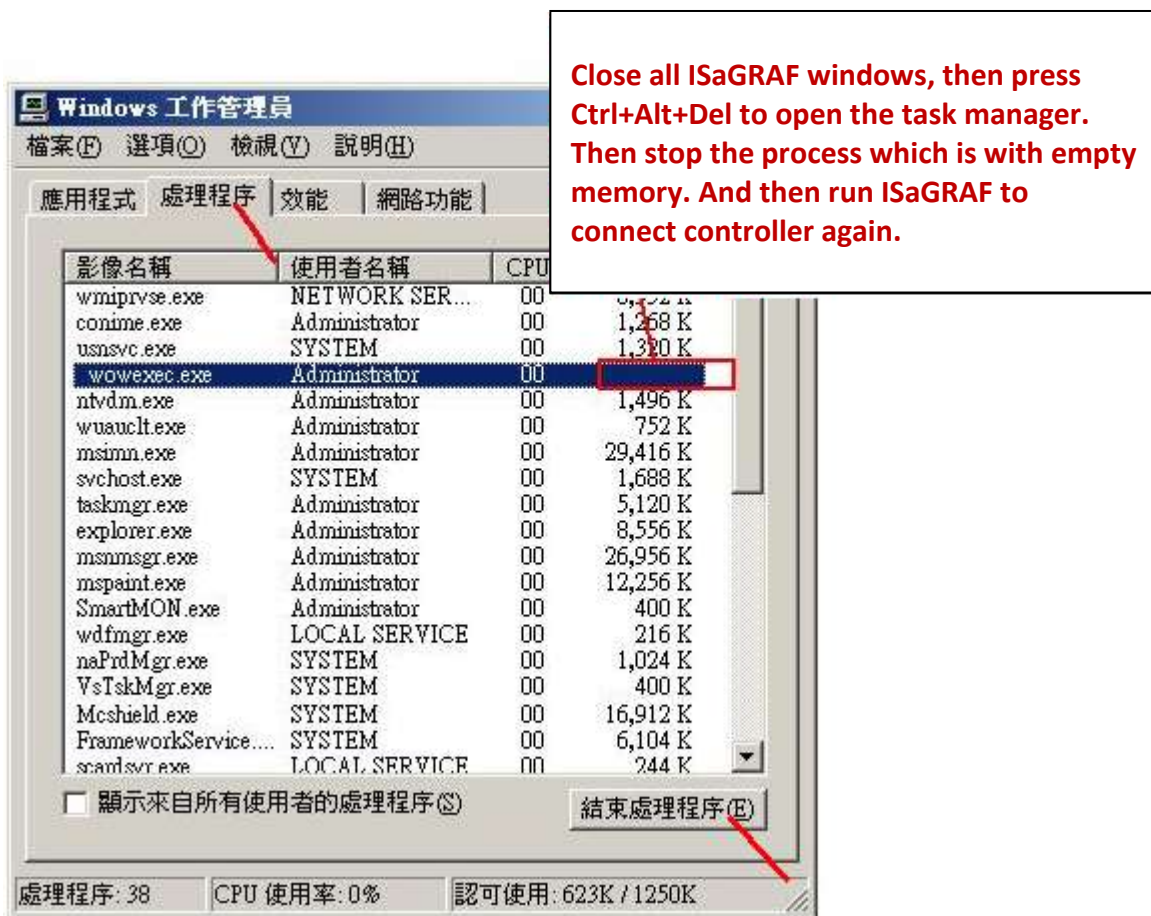 Close all ISaGRAF windows, then press
Ctrl+Alt+Del to open the task manager.
Then stop the process which is with empty
memory. And then run ISaGRAF to
connect controller again.
Windows 工作管理員
檔案(F) 選項(O) 檢視(V) 說明(H)
應用程式 處理程序 效能 網路功能
影像名稱 使用者名稱 CPU
wmiprvse.exe NETWORK SER... 00
conime.exe Administrator 00 1,268 K
usnsvc.exe SYSTEM 00 1,320 K
wowexec.exe Administrator 00
ntvdm.exe Administrator 00 1,496 K
wuauclt.exe Administrator 00 752 K
msimn.exe Administrator 00 29,416 K
svchost.exe SYSTEM 00 1,688 K
taskmgr.exe Administrator 00 5,120 K
explorer.exe Administrator 00 8,556 K
msnmsgr.exe Administrator 00 26,956 K
mspaint.exe Administrator 00 12,256 K
SmartMON.exe Administrator 00 400 K
wdfmgr.exe LOCAL SERVICE 00 216 K
naPrdMgr.exe SYSTEM 00 1,024 K
VsTskMgr.exe SYSTEM 00 400 K
Mcshield.exe SYSTEM 00 16,912 K
FrameworkService.... SYSTEM 00 6,104 K
scardsvr.exe LOCAL SERVICE 00 244 K
顯示來自所有使用者的處理程序(S) 結束處理程序(E)
處理程序: 38 CPU 使用率: 0% 認可使用: 623K / 1250K